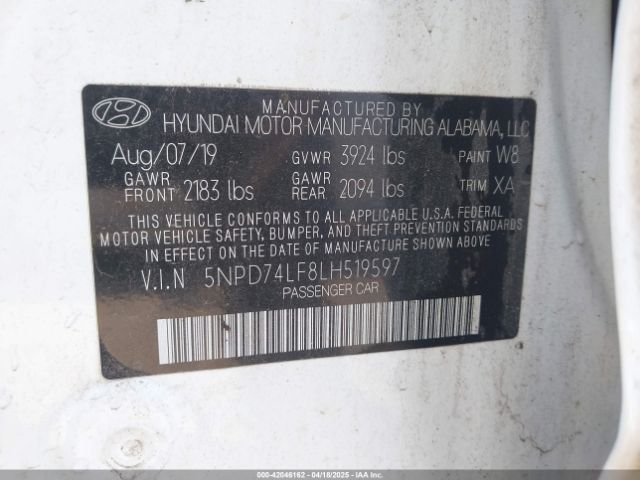 MANUFACTURED BY
HYUNDAI MOTOR MANUFACTURING ALABAMA, LLC
Aug/07/19 GVWR 3924 lbs PAINT W8
GAWR FRONT 2183 lbs GAWR REAR 2094 lbs TRIM XA
THIS VEHICLE CONFORMS TO ALL APPLICABLE U.S.A. FEDERAL
MOTOR VEHICLE SAFETY, BUMPER, AND THEFT PREVENTION STANDARDS
IN EFFECT ON THE DATE OF MANUFACTURE SHOWN ABOVE.
V.I.N 5NPD74LF8LH519597
PASSENGER CAR
000-42046162 - 04/18/2025 - IAAI.COM